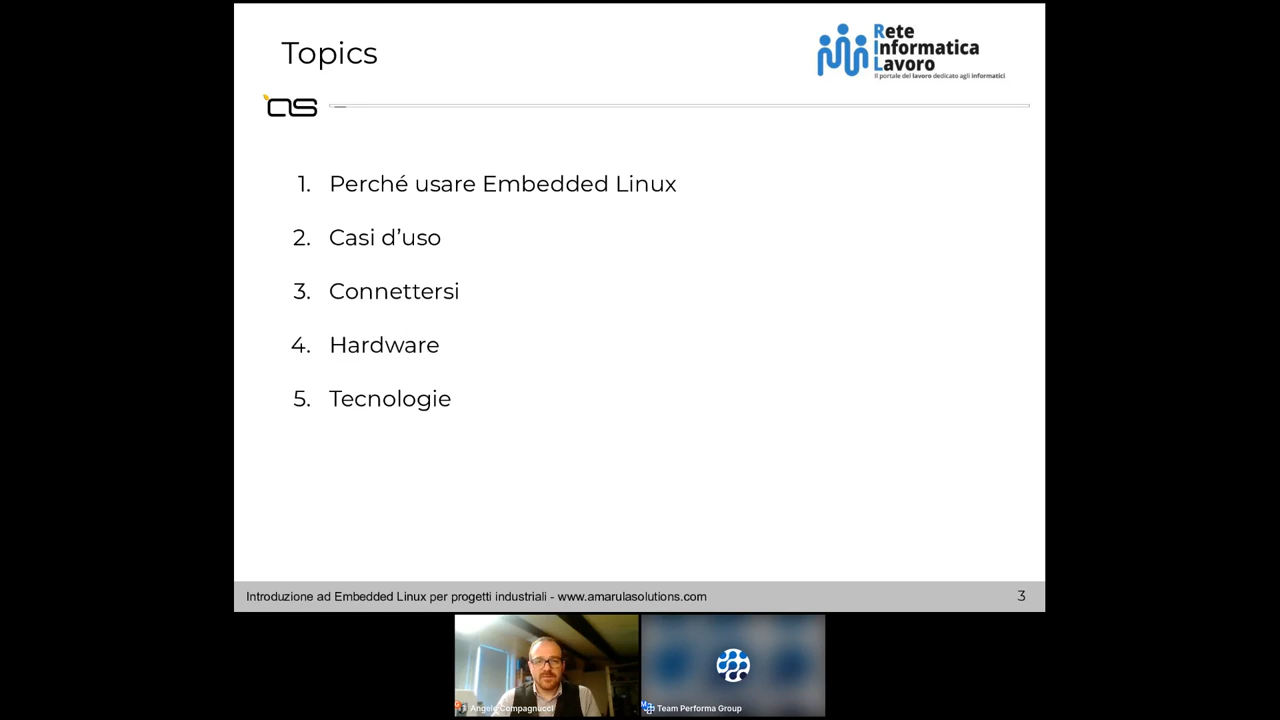 Topics
Rete
Informatica
Lavoro
Il portale del lavoro dedicato agli informatici
1. Perché usare Embedded Linux
2. Casi d’uso
3. Connettersi
4. Hardware
5. Tecnologie
Introduzione ad Embedded Linux per progetti industriali - www.amarulasolutions.com
3
Angelo Compagnucci
Team Performa Group